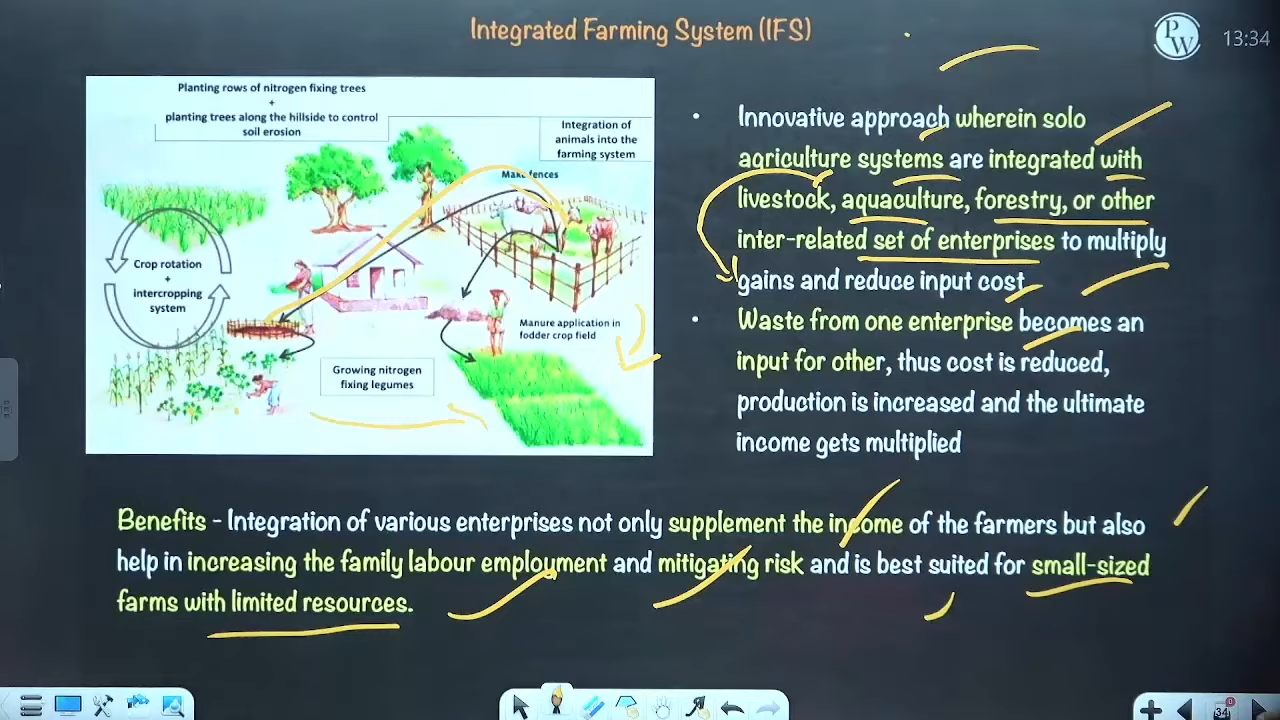 Integrated Farming System (IFS)
PW
13:34
Planting rows of nitrogen fixing trees
+
planting trees along the hillside to control
soil erosion
Integration of
animals into the
farming system
Make fences
Crop rotation
+
intercropping
system
Manure application in
fodder crop field
Growing nitrogen
fixing legumes
• Innovative approach wherein solo
agriculture systems are integrated with
livestock, aquaculture, forestry, or other
inter-related set of enterprises to multiply
gains and reduce input cost
• Waste from one enterprise becomes an
input for other, thus cost is reduced,
production is increased and the ultimate
income gets multiplied
Benefits - Integration of various enterprises not only supplement the income of the farmers but also
help in increasing the family labour employment and mitigating risk and is best suited for small-sized
farms with limited resources.